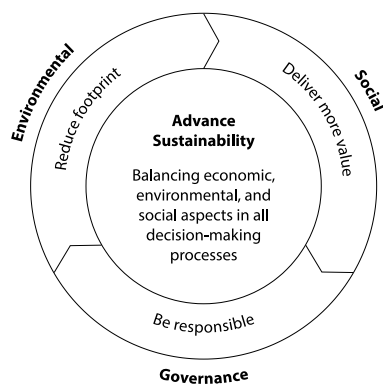 Environmental
Reduce footprint
Social
Deliver more value
Advance
Sustainability
Balancing economic,
environmental, and
social aspects in all
decision-making
processes
Be responsible
Governance